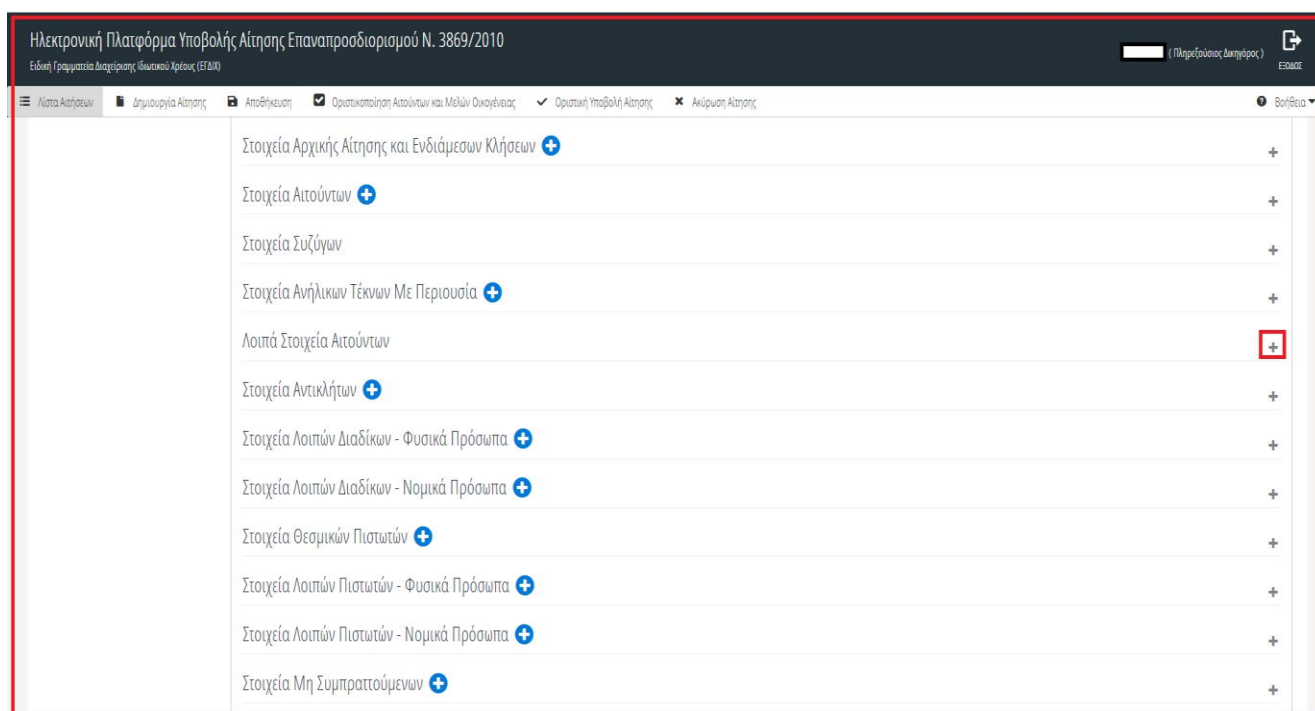 Ηλεκτρονική Πλατφόρμα Υποβολής Αίτησης Επαναπροσδιορισμού Ν. 3869/2010
Ειδική Γραμματεία Διαχείρισης Ιδιωτικού Χρέους (ΕΓΔΙΧ)
( Πληρεξούσιος Δικηγόρος )
ΕΞΟΔΟΣ
Λίστα Αιτήσεων Δημιουργία Αίτησης Αποθήκευση Οριστικοποίηση Αιτούντων και Μελών Οικογένειας Οριστική Υποβολή Αίτησης Ακύρωση Αίτησης Βοήθεια
Στοιχεία Αρχικής Αίτησης και Ενδιάμεσων Κλήσεων
Στοιχεία Αιτούντων
Στοιχεία Συζύγων
Στοιχεία Ανήλικων Τέκνων Με Περιουσία
Λοιπά Στοιχεία Αιτούντων
Στοιχεία Αντικλήτων
Στοιχεία Λοιπών Διαδίκων - Φυσικά Πρόσωπα
Στοιχεία Λοιπών Διαδίκων - Νομικά Πρόσωπα
Στοιχεία Θεσμικών Πιστωτών
Στοιχεία Λοιπών Πιστωτών - Φυσικά Πρόσωπα
Στοιχεία Λοιπών Πιστωτών - Νομικά Πρόσωπα
Στοιχεία Μη Συμπραττούμενων